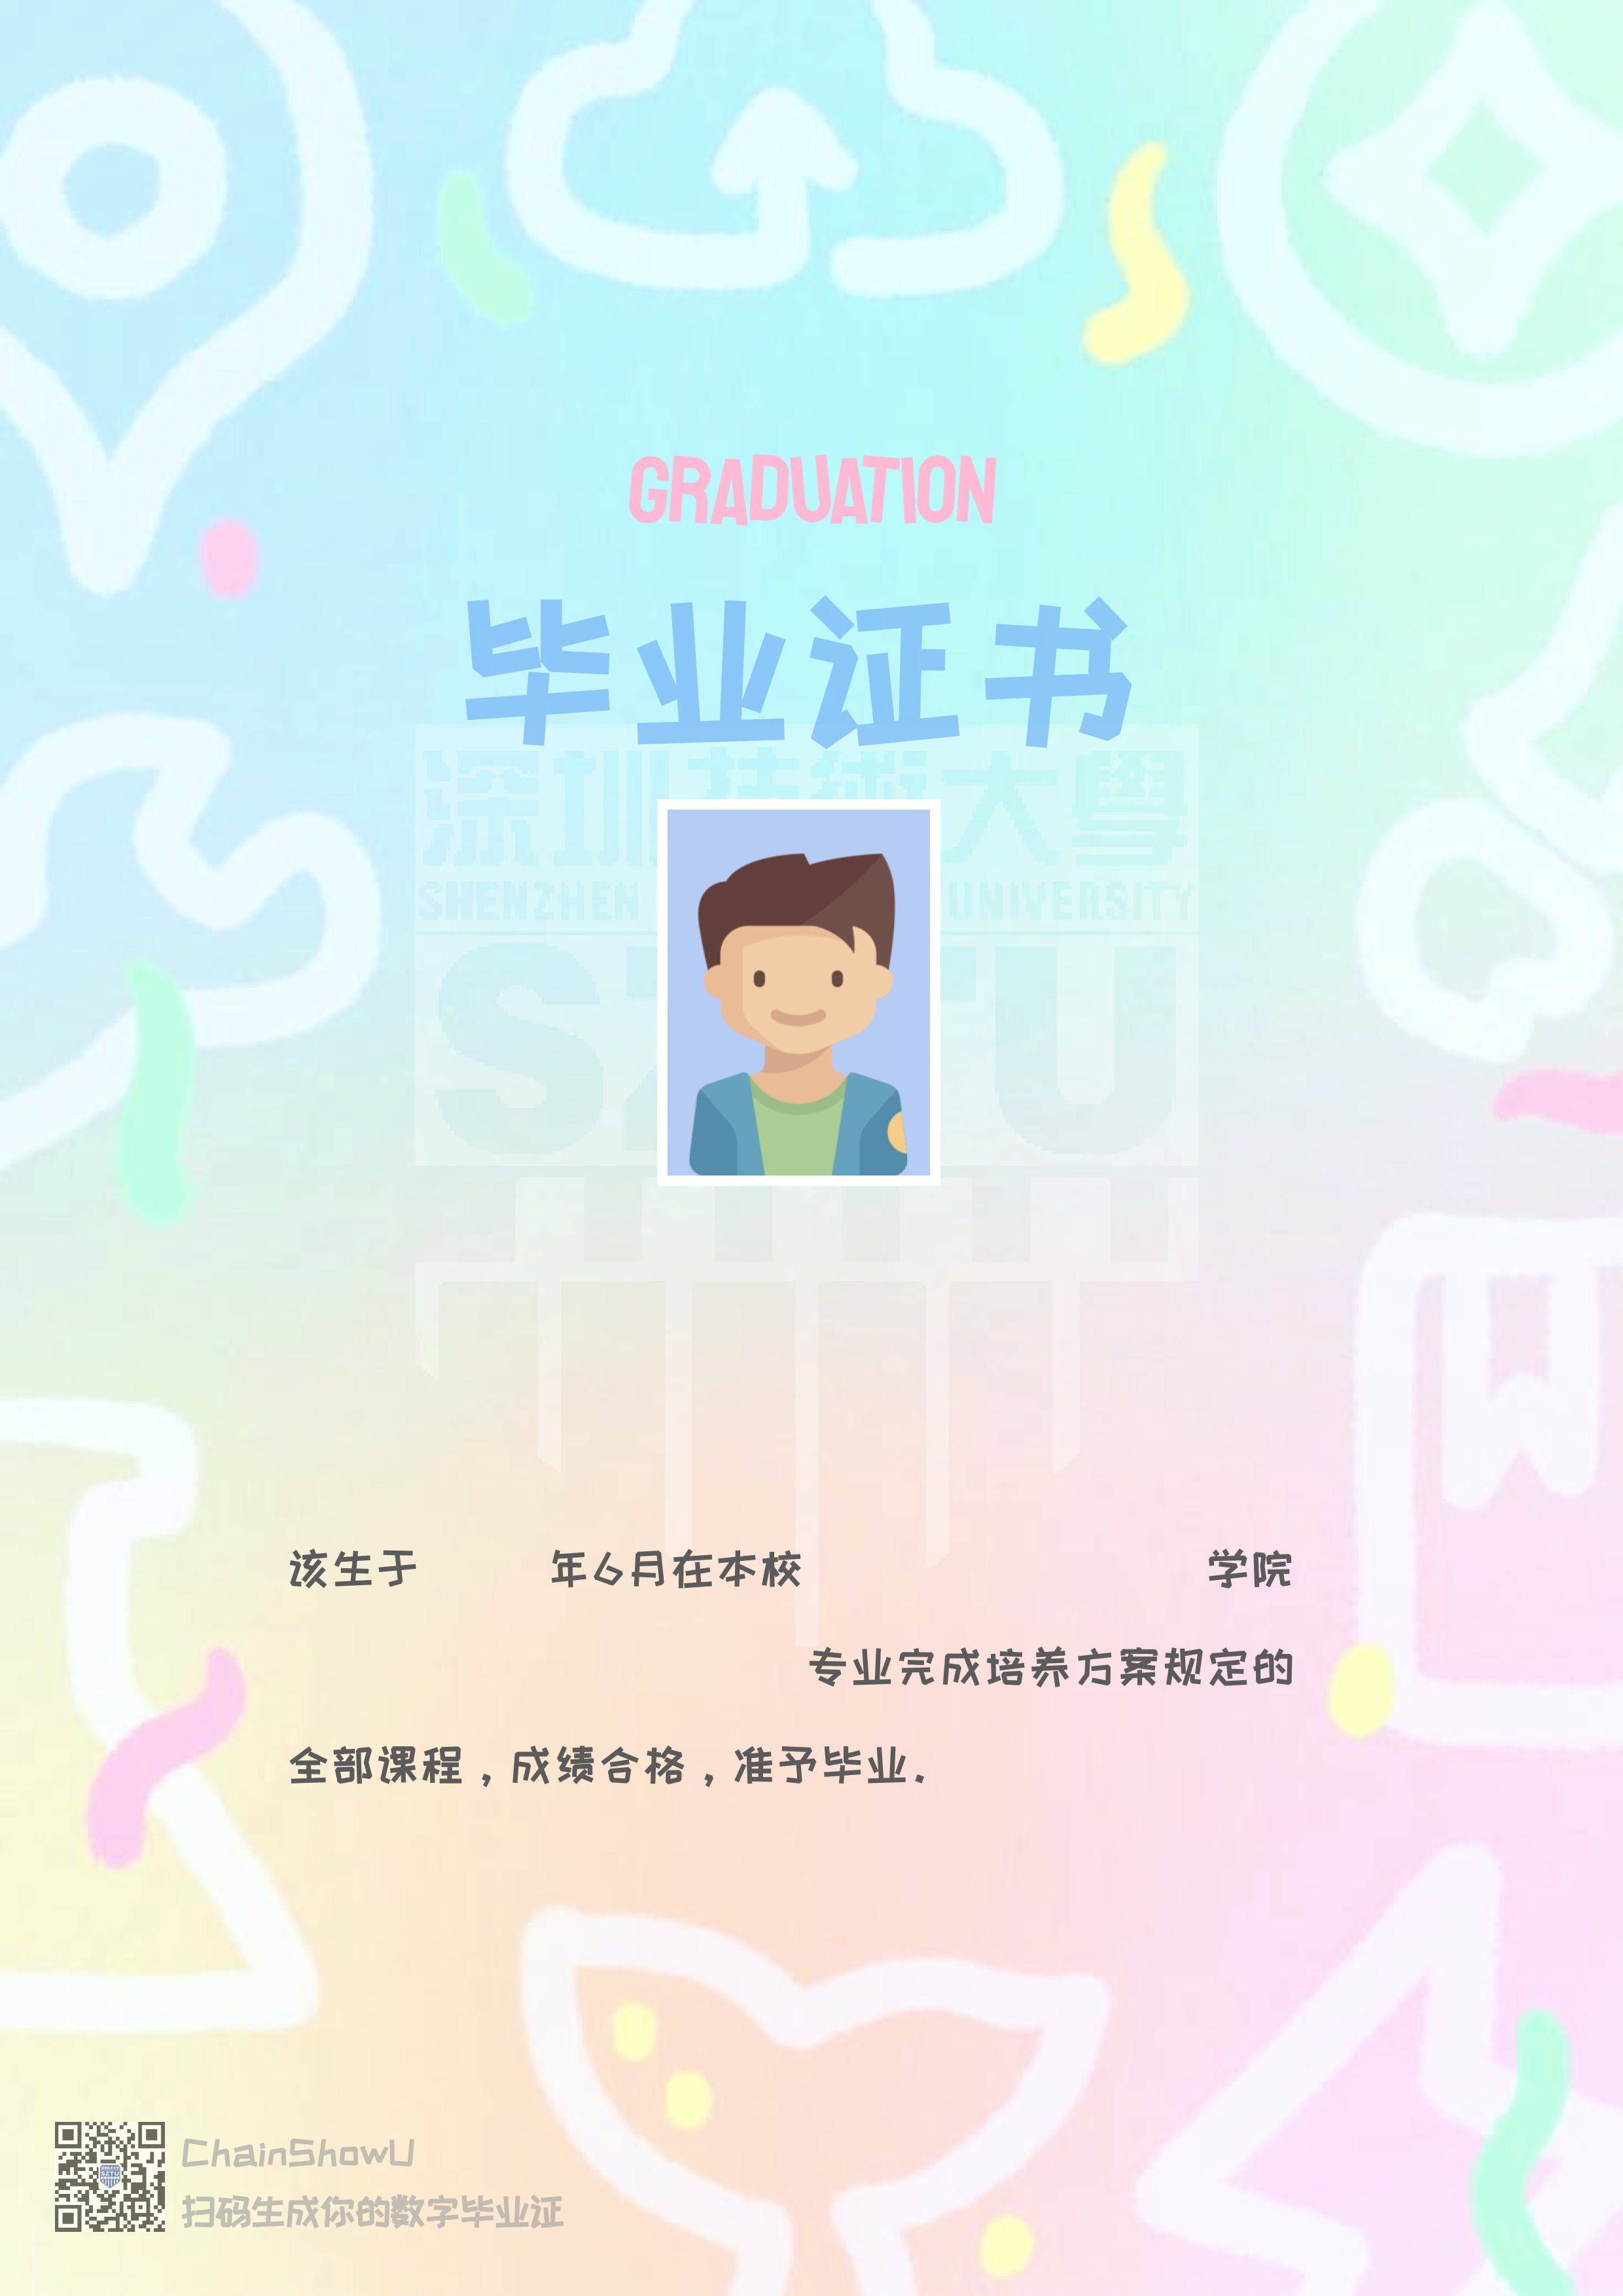 GRADUATION
毕业证书
深圳技術大學
SHENZHEN UNIVERSITY
SZTU
该生于 年6月在本校 学院
专业完成培养方案规定的
全部课程，成绩合格，准予毕业.
SZTU
ChainShowU
扫码生成你的数字毕业证